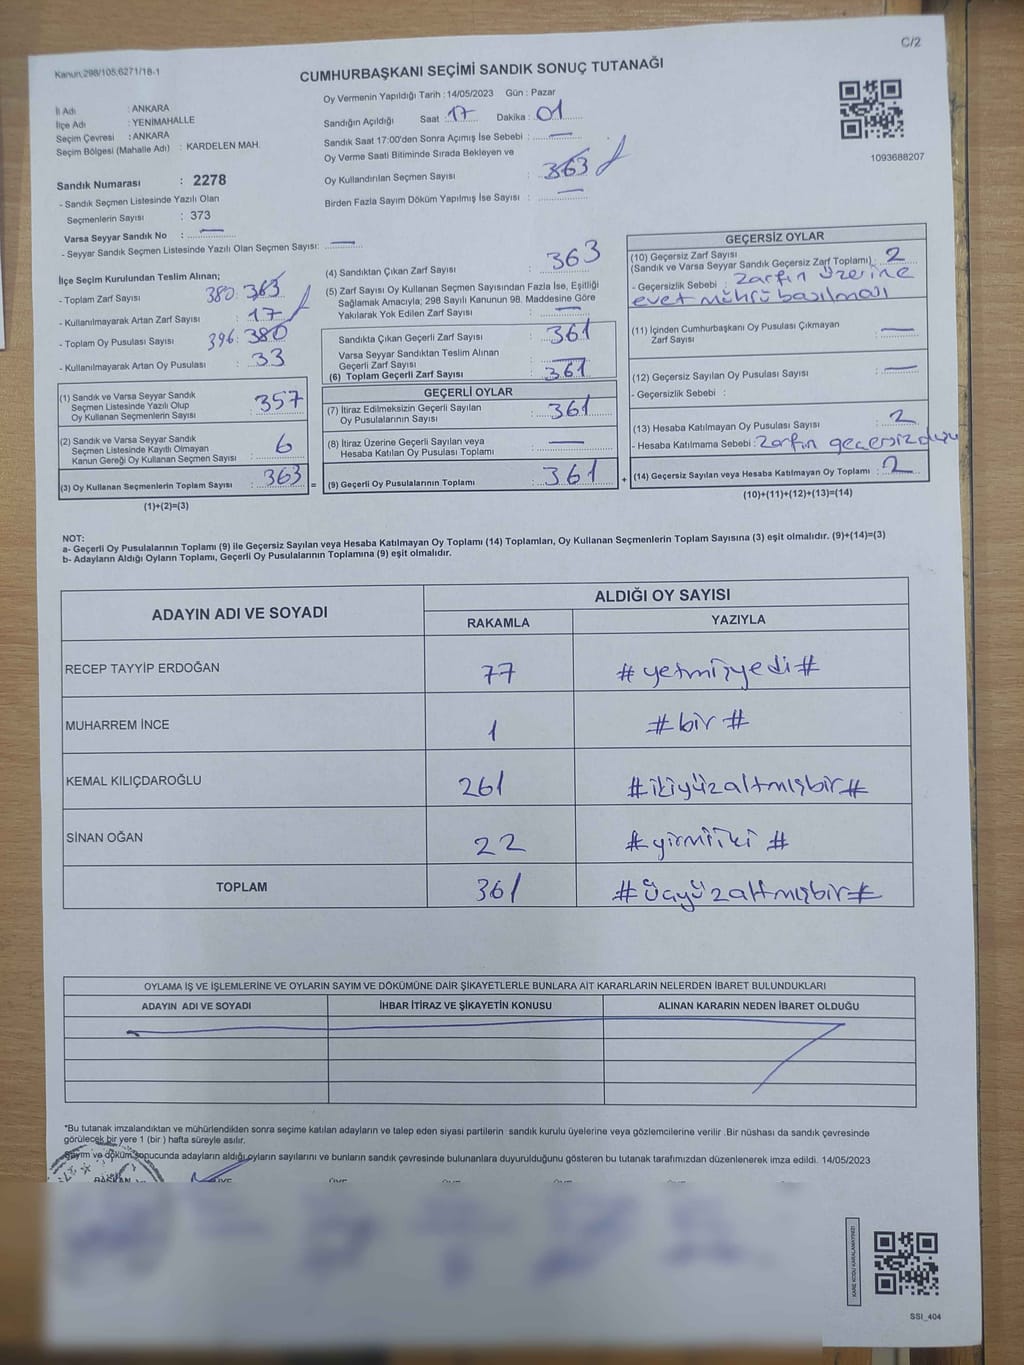 C/2
Kanun,298/105,6271/18-1
CUMHURBAŞKANI SEÇİMİ SANDIK SONUÇ TUTANAĞI
İl Adı : ANKARA
İlçe Adı : YENİMAHALLE
Seçim Çevresi : ANKARA
Seçim Bölgesi (Mahalle Adı) : KARDELEN MAH.
Sandık Numarası : 2278
- Sandık Seçmen Listesinde Yazılı Olan
Seçmenlerin Sayısı : 373
Varsa Seyyar Sandık No : —
- Seyyar Sandık Seçmen Listesinde Yazılı Olan Seçmen Sayısı: —
Oy Vermenin Yapıldığı Tarih : 14/05/2023 Gün : Pazar
Sandığın Açıldığı Saat : 17 Dakika : 01
Sandık Saat 17:00'den Sonra Açımış İse Sebebi : —
Oy Verme Saati Bitiminde Sırada Bekleyen ve
Oy Kullandırılan Seçmen Sayısı : 363
Birden Fazla Sayım Döküm Yapılmış İse Sayısı : —
1093688207
İlçe Seçim Kurulundan Teslim Alınan;
- Toplam Zarf Sayısı 380 363
- Kullanılmayarak Artan Zarf Sayısı : 17
- Toplam Oy Pusulası Sayısı 396 380
- Kullanılmayarak Artan Oy Pusulası : 33
(1) Sandık ve Varsa Seyyar Sandık
Seçmen Listesinde Yazılı Olup
Oy Kullanan Seçmenlerin Sayısı : 357
(2) Sandık ve Varsa Seyyar Sandık
Seçmen Listesinde Kayıtlı Olmayan
Kanun Gereği Oy Kullanan Seçmen Sayısı : 6
(3) Oy Kullanan Seçmenlerin Toplam Sayısı : 363 =
(1)+(2)=(3)
(4) Sandıktan Çıkan Zarf Sayısı : 363
(5) Zarf Sayısı Oy Kullanan Seçmen Sayısından Fazla İse, Eşitliği
Sağlamak Amacıyla; 298 Sayılı Kanunun 98. Maddesine Göre
Yakılarak Yok Edilen Zarf Sayısı : —
Sandıkta Çıkan Geçerli Zarf Sayısı : 361
Varsa Seyyar Sandıktan Teslim Alınan
Geçerli Zarf Sayısı : —
(6) Toplam Geçerli Zarf Sayısı : 361
GEÇERLİ OYLAR
(7) İtiraz Edilmeksizin Geçerli Sayılan
Oy Pusulalarının Sayısı : 361
(8) İtiraz Üzerine Geçerli Sayılan veya
Hesaba Katılan Oy Pusulası Toplamı : —
(9) Geçerli Oy Pusulalarının Toplamı : 361 +
GEÇERSİZ OYLAR
(10) Geçersiz Zarf Sayısı
(Sandık ve Varsa Seyyar Sandık Geçersiz Zarf Toplamı) : 2
- Geçersizlik Sebebi : Zarfın üzerine
evet mührü basılması
(11) İçinden Cumhurbaşkanı Oy Pusulası Çıkmayan
Zarf Sayısı : —
(12) Geçersiz Sayılan Oy Pusulası Sayısı : —
- Geçersizlik Sebebi :
(13) Hesaba Katılmayan Oy Pusulası Sayısı : 2
- Hesaba Katılmama Sebebi : Zarfın geçersiz
(14) Geçersiz Sayılan veya Hesaba Katılmayan Oy Toplamı : 2
(10)+(11)+(12)+(13)=(14)
NOT:
a- Geçerli Oy Pusulalarının Toplamı (9) ile Geçersiz Sayılan veya Hesaba Katılmayan Oy Toplamı (14) Toplamları, Oy Kullanan Seçmenlerin Toplam Sayısına (3) eşit olmalıdır. (9)+(14)=(3)
b- Adayların Aldığı Oyların Toplamı, Geçerli Oy Pusulalarının Toplamına (9) eşit olmalıdır.
ADAYIN ADI VE SOYADI ALDIĞI OY SAYISI
RAKAMLA YAZIYLA
RECEP TAYYİP ERDOĞAN 77 #yetmişyedi#
MUHARREM İNCE 1 #bir#
KEMAL KILIÇDAROĞLU 261 #ikiyüzaltmışbir#
SİNAN OĞAN 22 #yirmiiki#
TOPLAM 361 #üçyüzaltmışbir#
OYLAMA İŞ VE İŞLEMLERİNE VE OYLARIN SAYIM VE DÖKÜMÜNE DAİR ŞİKAYETLERLE BUNLARA AİT KARARLARIN NELERDEN İBARET BULUNDUKLARI
ADAYIN ADI VE SOYADI İHBAR İTİRAZ VE ŞİKAYETİN KONUSU ALINAN KARARIN NEDEN İBARET OLDUĞU
*Bu tutanak imzalandıktan ve mühürlendikten sonra seçime katılan adayların ve talep eden siyasi partilerin sandık kurulu üyelerine veya gözlemcilerine verilir .Bir nüshası da sandık çevresinde
görülecek bir yere 1 (bir ) hafta süreyle asılır.
Sayım ve döküm sonucunda adayların aldığı oyların sayılarını ve bunların sandık çevresinde bulunanlara duyurulduğunu gösteren bu tutanak tarafımızdan düzenlenerek imza edildi. 14/05/2023
BAŞKAN ÜYE ÜYE ÜYE ÜYE ÜYE
KARE KODU KARALAMAYINIZ!
SSI_404